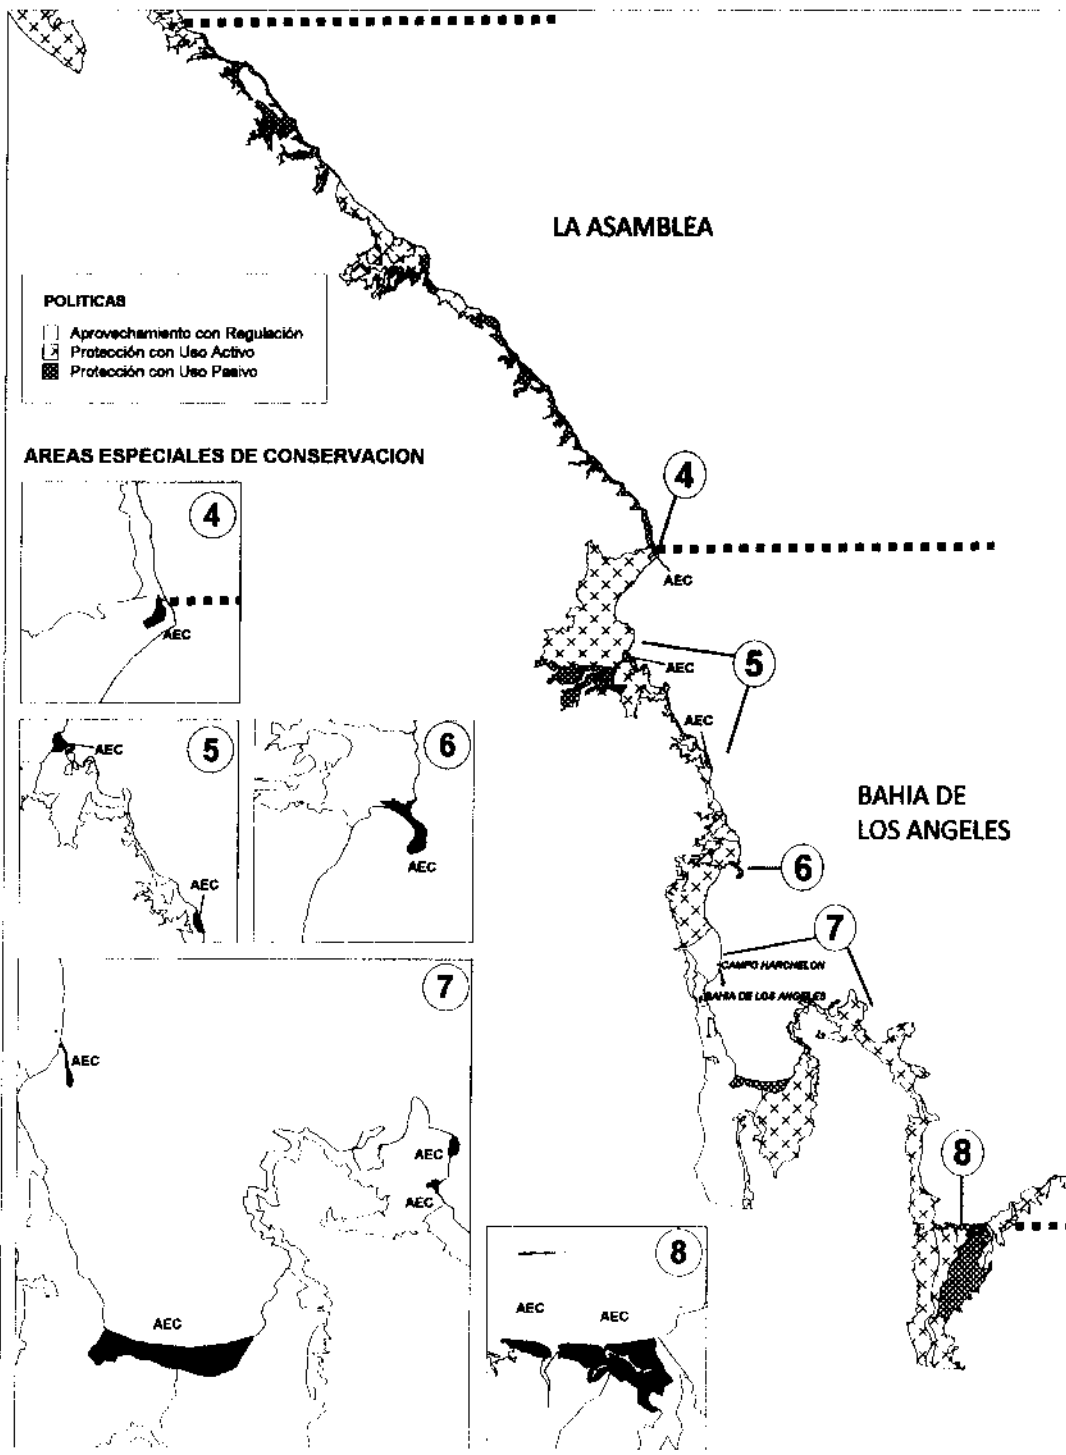 LA ASAMBLEA
POLITICAS
Aprovechamiento con Regulación
Protección con Uso Activo
Protección con Uso Pasivo
AREAS ESPECIALES DE CONSERVACION
4
4
AEC
AEC
5
AEC
AEC
5
AEC
AEC
6
AEC
BAHIA DE
LOS ANGELES
6
7
CAMPO HARCHELON
BAHIA DE LOS ANGELES
7
AEC
AEC
AEC
AEC
8
8
AEC
AEC